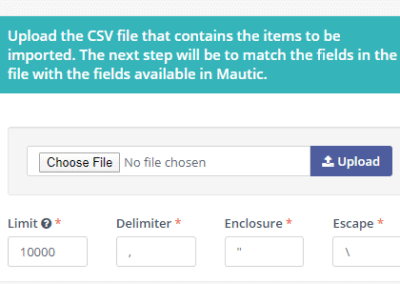 Upload the CSV file that contains the items to be
imported. The next step will be to match the fields in the
file with the fields available in Mautic.
Choose File No file chosen Upload
Limit * Delimiter * Enclosure * Escape *
10000 , " \